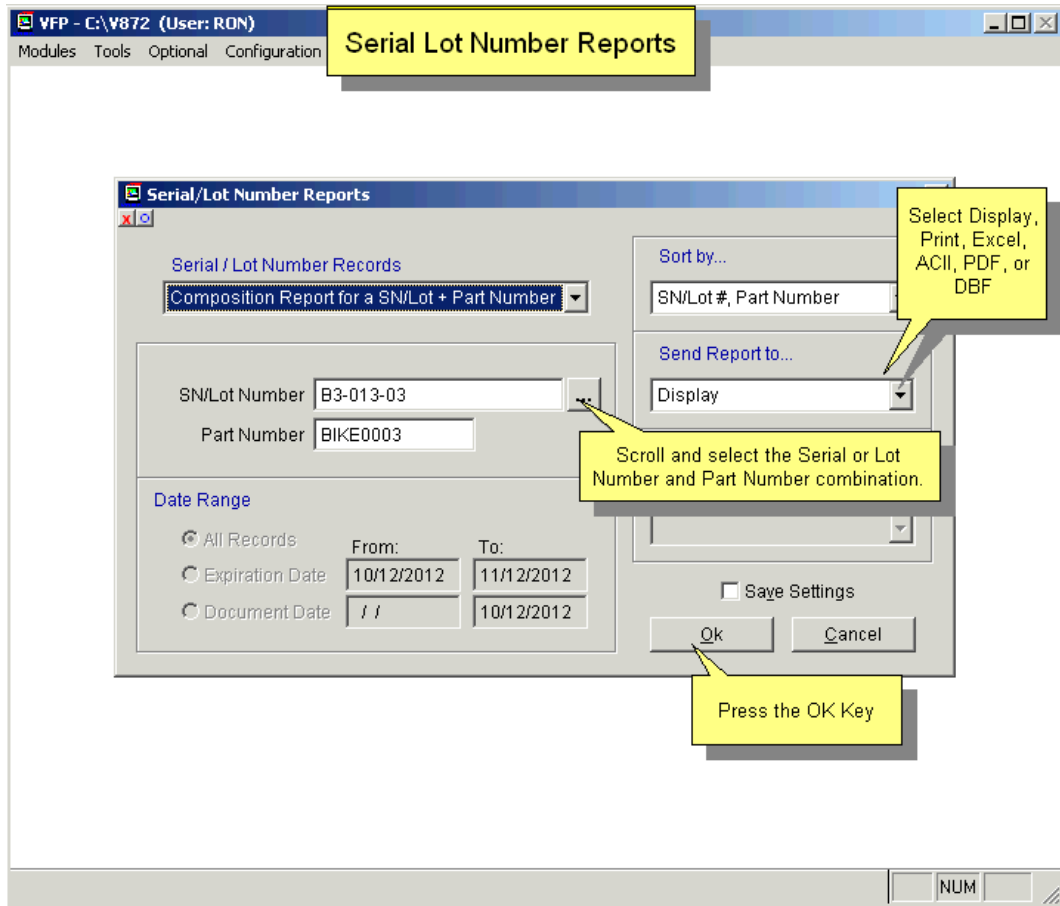 VFP - C:\V872 (User: RON)
Serial Lot Number Reports
Modules Tools Optional Configuration
Serial/Lot Number Reports
Serial / Lot Number Records
Composition Report for a SN/Lot + Part Number
Sort by...
SN/Lot #, Part Number
Select Display,
Print, Excel,
ACII, PDF, or
DBF
Send Report to...
Display
SN/Lot Number B3-013-03 ...
Part Number BIKE0003
Scroll and select the Serial or Lot
Number and Part Number combination.
Date Range
All Records
From: To:
Expiration Date 10/12/2012 11/12/2012
Document Date / / 10/12/2012
Save Settings
Ok Cancel
Press the OK Key
NUM